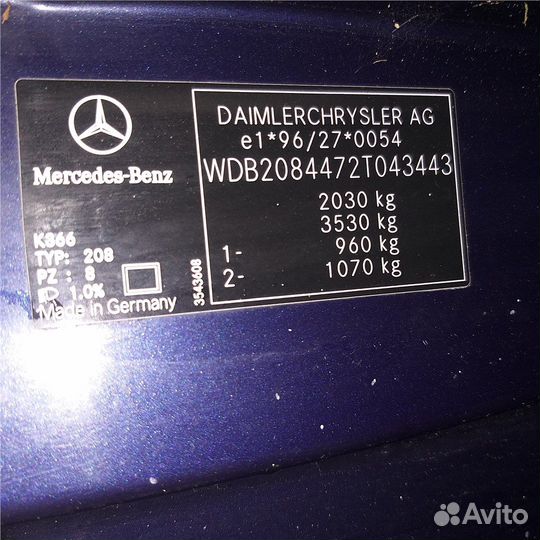 Mercedes-Benz
K866
TYP: 208
PZ : 8
1.0%
Made in Germany
3543608
DAIMLERCHRYSLER AG
e1*96/27*0054
WDB2084472T043443
2030 kg
3530 kg
1- 960 kg
2- 1070 kg
Avito